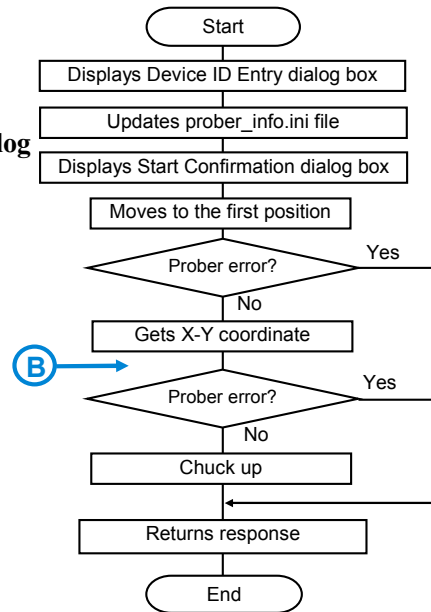 Start
Displays Device ID Entry dialog box
Updates prober_info.ini file
log
Displays Start Confirmation dialog box
Moves to the first position
Prober error?
Yes
No
Gets X-Y coordinate
B
Prober error?
Yes
No
Chuck up
Returns response
End